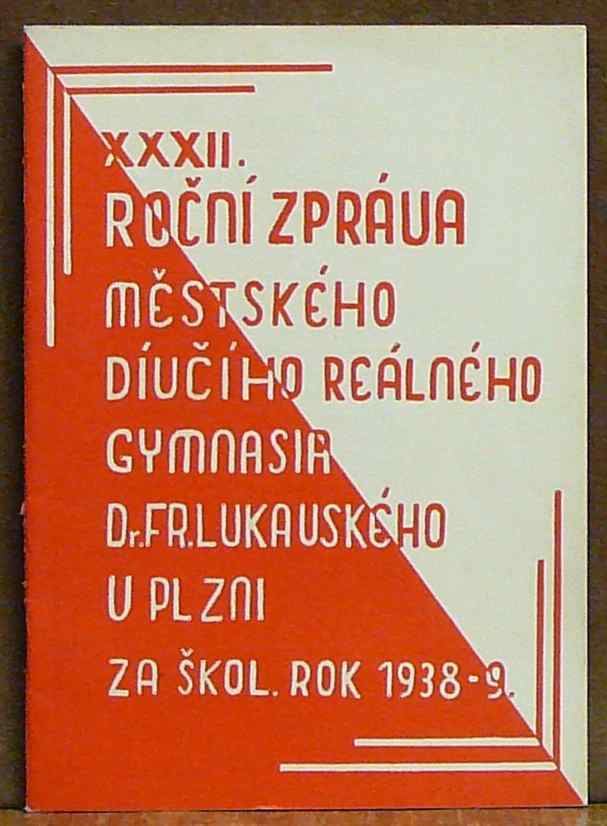 XXXII.
ROČNÍ ZPRÁVA
MĚSTSKÉHO
DÍVČÍHO REÁLNÉHO
GYMNASIA
Dr. FR. LUKAVSKÉHO
V PLZNI
ZA ŠKOL. ROK 1938-9.